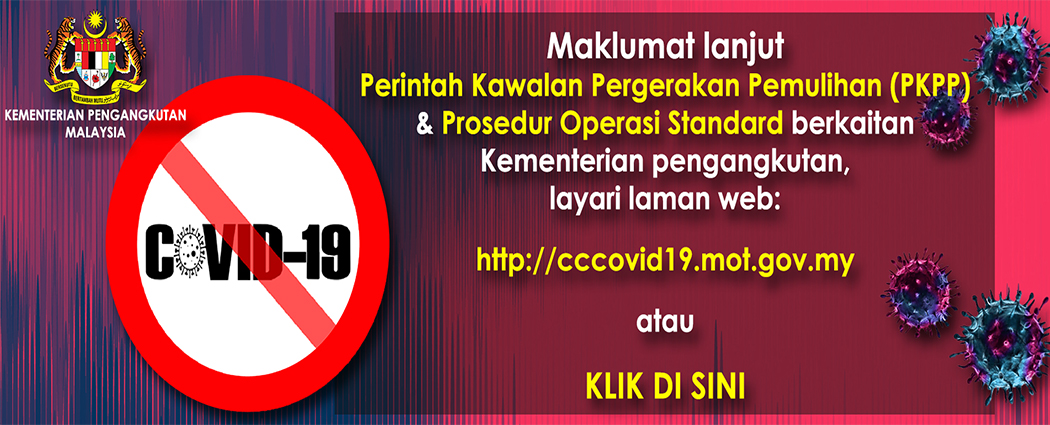 KEMENTERIAN PENGANGKUTAN
MALAYSIA
COVID-19
Maklumat lanjut
Perintah Kawalan Pergerakan Pemulihan (PKPP)
& Prosedur Operasi Standard berkaitan
Kementerian pengangkutan,
layari laman web:
http://cccovid19.mot.gov.my
atau
KLIK DI SINI